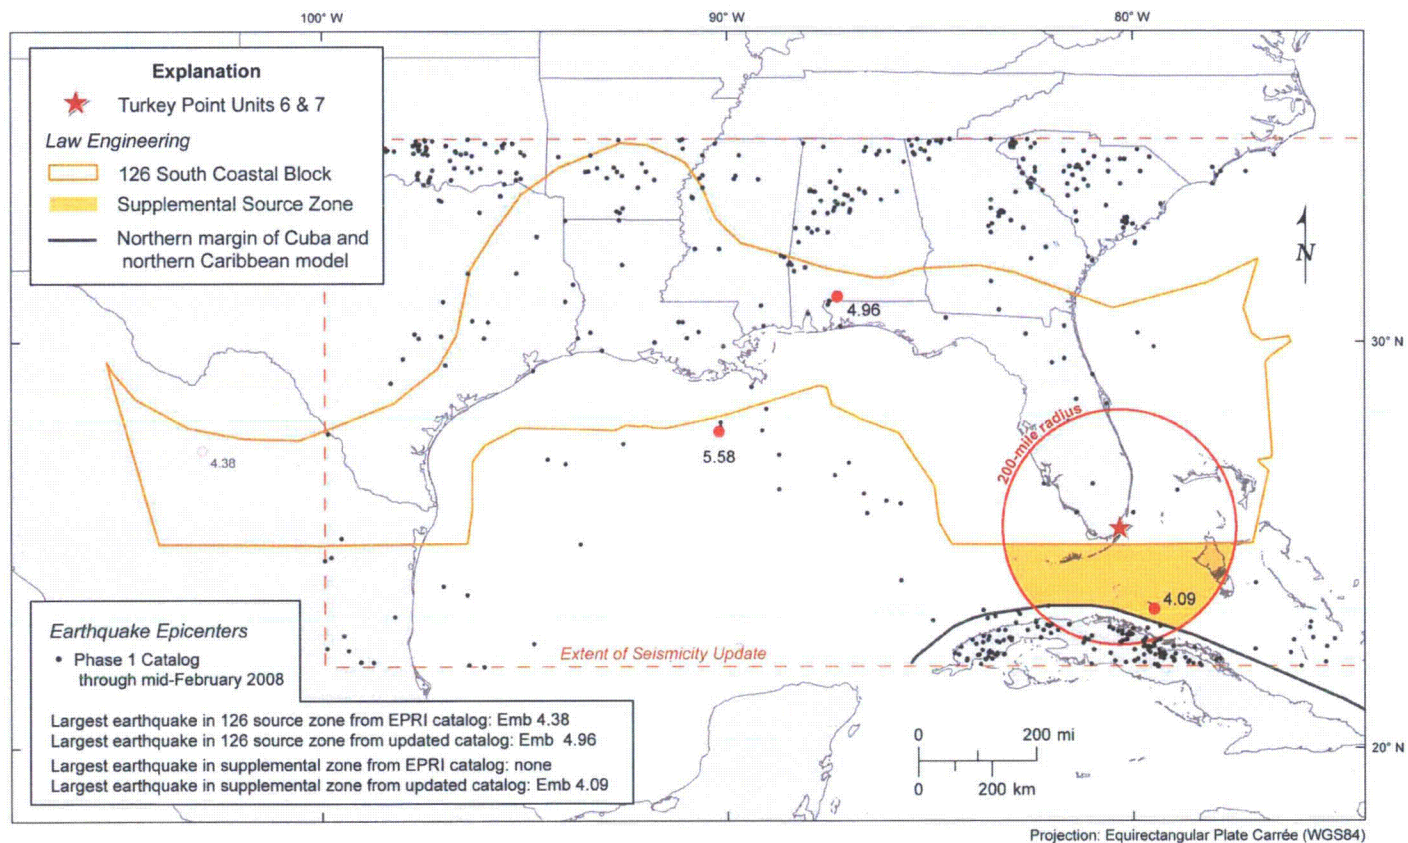 100° W
90° W
80° W
Explanation
Turkey Point Units 6 & 7
Law Engineering
126 South Coastal Block
Supplemental Source Zone
Northern margin of Cuba and
northern Caribbean model
N
4.96
30° N
200-mile radius
4.38
5.58
4.09
Earthquake Epicenters
• Phase 1 Catalog
through mid-February 2008
Extent of Seismicity Update
Largest earthquake in 126 source zone from EPRI catalog: Emb 4.38
Largest earthquake in 126 source zone from updated catalog: Emb 4.96
Largest earthquake in supplemental zone from EPRI catalog: none
Largest earthquake in supplemental zone from updated catalog: Emb 4.09
0 200 mi
0 200 km
20° N
Projection: Equirectangular Plate Carrée (WGS84)